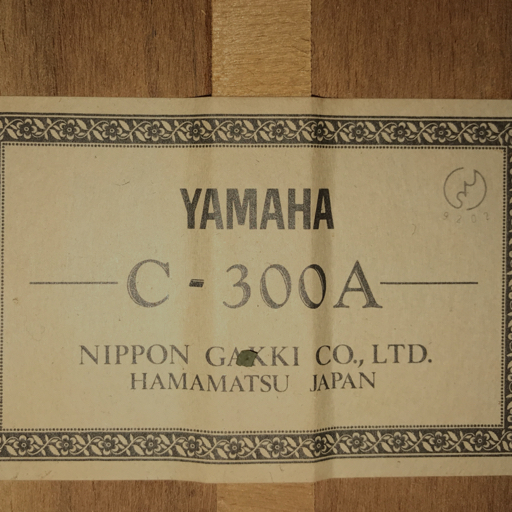 YAMAHA
C-300A
NIPPON GAKKI CO., LTD.
HAMAMATSU JAPAN